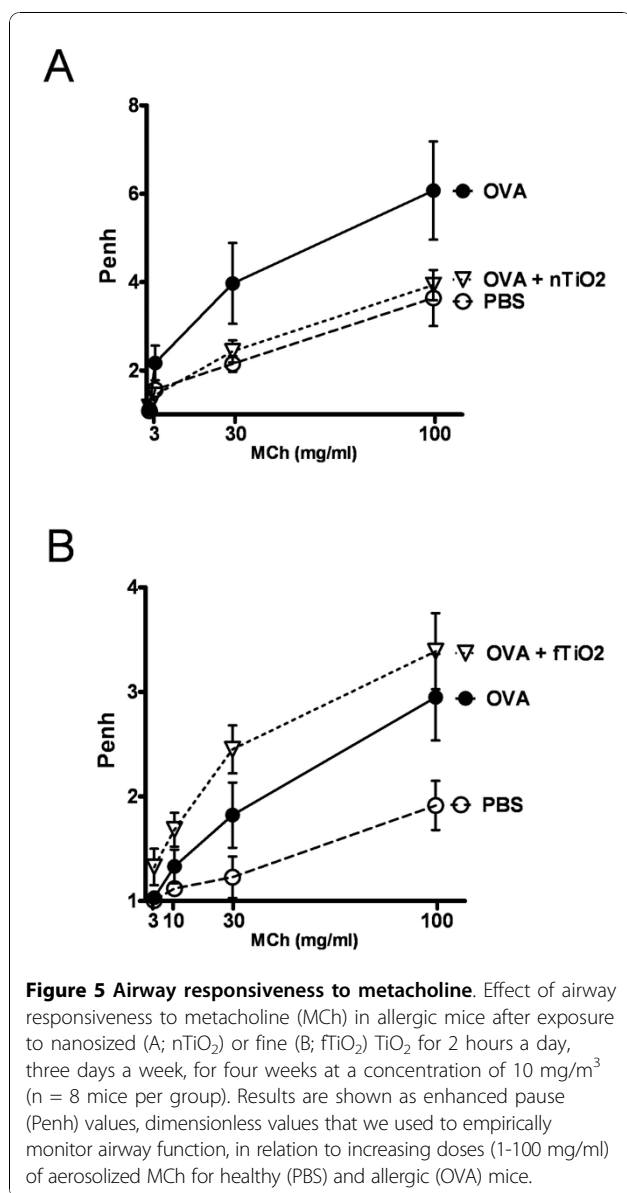 A
8
6
4
2
Penh
OVA
OVA + nTiO2
PBS
3 30 100
MCh (mg/ml)
B
4
3
2
1
Penh
OVA + fTiO2
OVA
PBS
3 10 30 100
MCh (mg/ml)
Figure 5 Airway responsiveness to metacholine. Effect of airway
responsiveness to metacholine (MCh) in allergic mice after exposure
to nanosized (A; nTiO₂) or fine (B; fTiO₂) TiO₂ for 2 hours a day,
three days a week, for four weeks at a concentration of 10 mg/m³
(n = 8 mice per group). Results are shown as enhanced pause
(Penh) values, dimensionless values that we used to empirically
monitor airway function, in relation to increasing doses (1-100 mg/ml)
of aerosolized MCh for healthy (PBS) and allergic (OVA) mice.